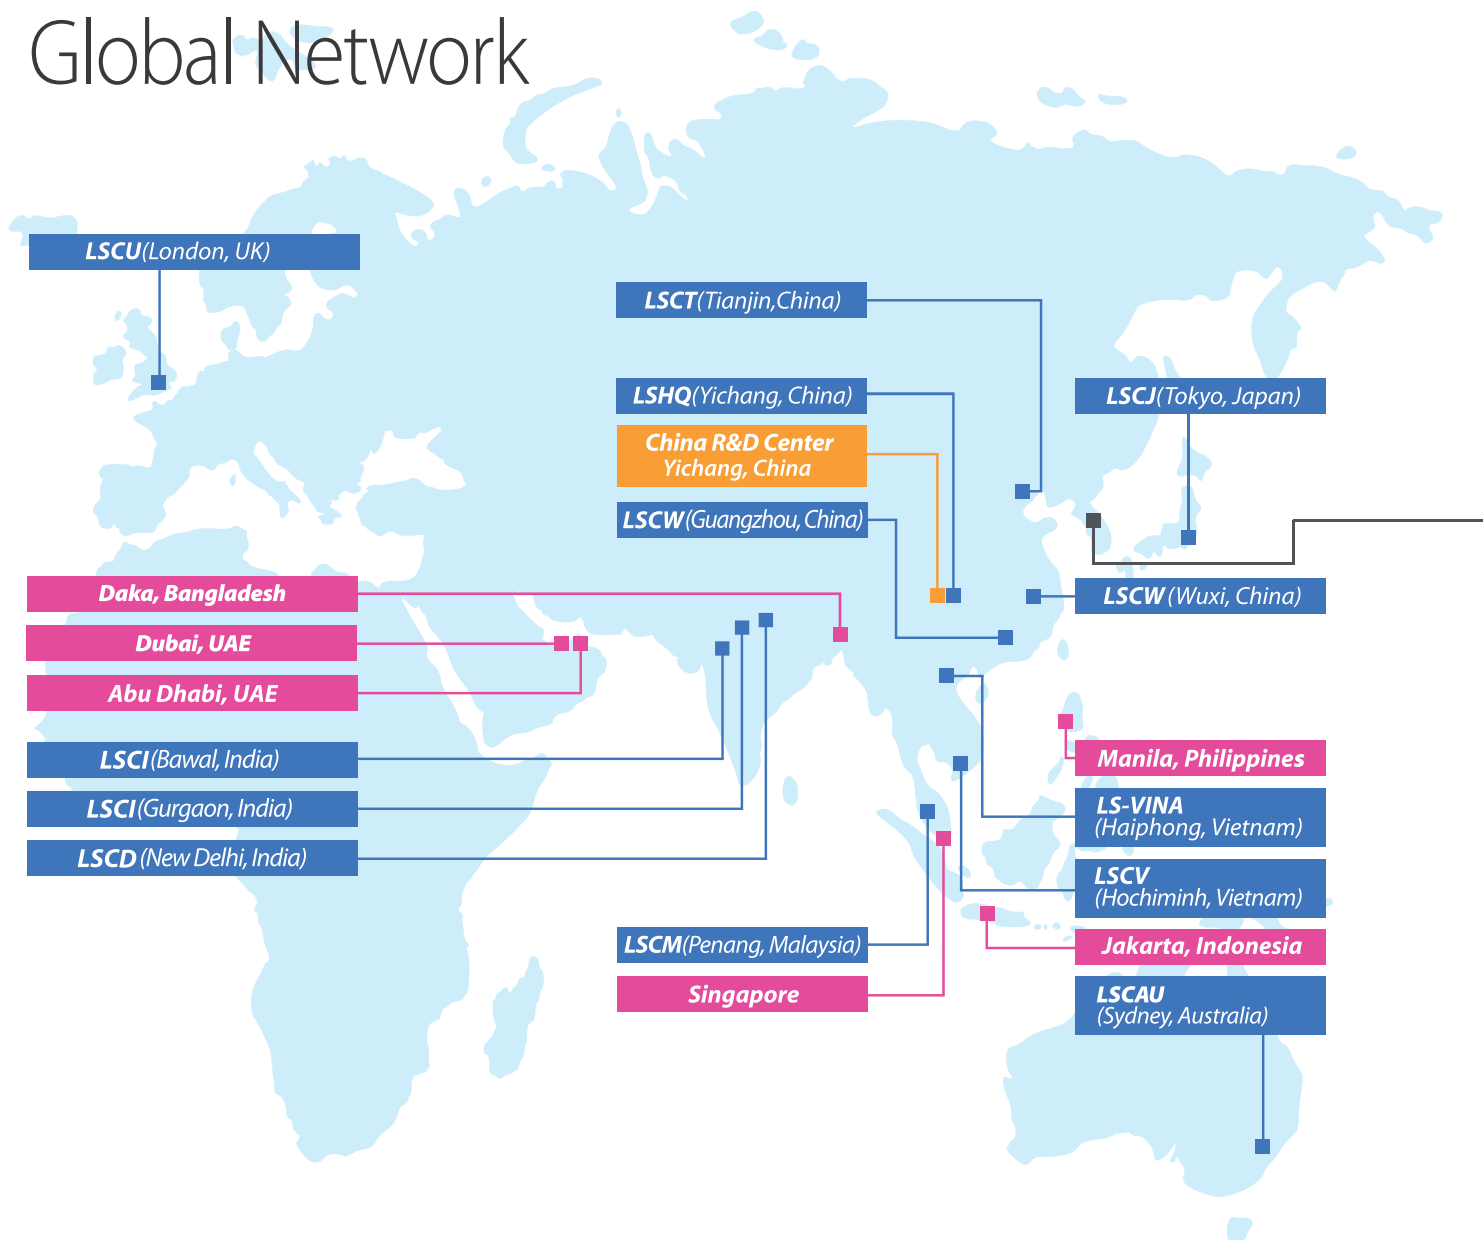 Global Network
LSCU(London, UK)
LSCT(Tianjin,China)
LSHQ(Yichang, China)
China R&D Center
Yichang, China
LSCW(Guangzhou, China)
LSCJ(Tokyo, Japan)
LSCW(Wuxi, China)
Daka, Bangladesh
Dubai, UAE
Abu Dhabi, UAE
LSCI(Bawal, India)
LSCI(Gurgaon, India)
LSCD(New Delhi, India)
LSCM(Penang, Malaysia)
Singapore
Manila, Philippines
LS-VINA
(Haiphong, Vietnam)
LSCV
(Hochiminh, Vietnam)
Jakarta, Indonesia
LSCAU
(Sydney, Australia)